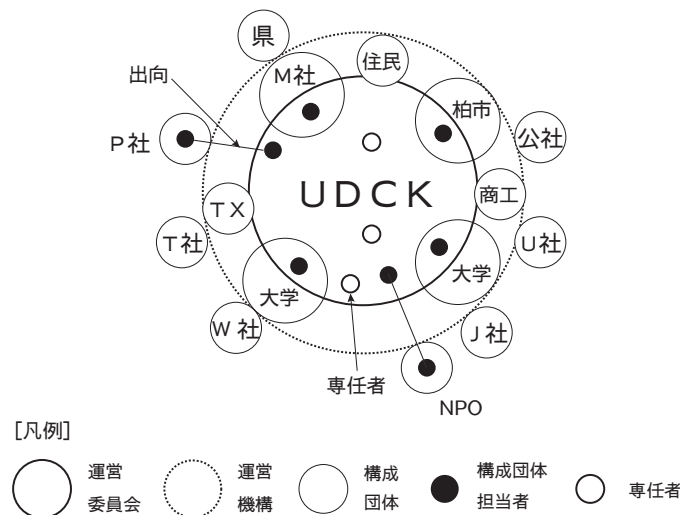 県
出向
M社
住民
P社
柏市
公社
UDCK
TX
商工
T社
U社
大学
大学
W社
J社
専任者
NPO
[凡例]
運営
委員会
運営
機構
構成
団体
構成団体
担当者
専任者